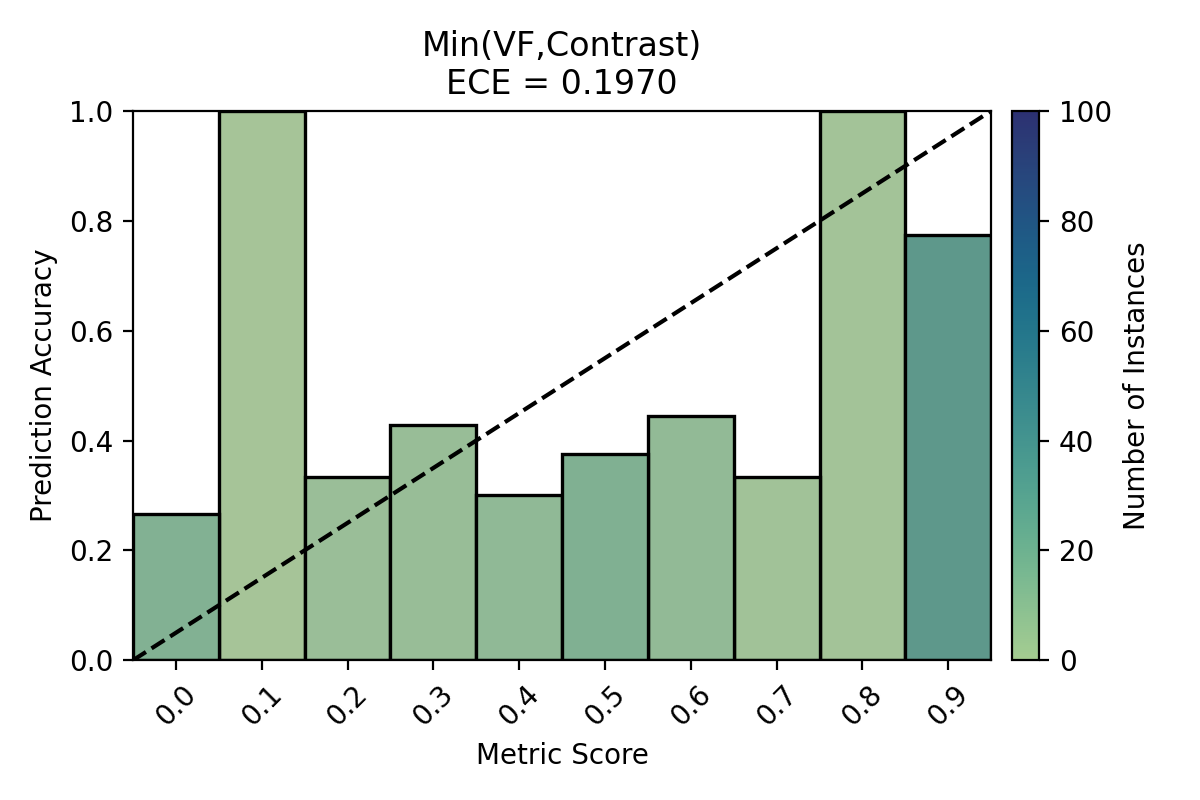 Min(VF,Contrast)
ECE = 0.1970
Prediction Accuracy
1.0
0.8
0.6
0.4
0.2
0.0
0.0 0.1 0.2 0.3 0.4 0.5 0.6 0.7 0.8 0.9
Metric Score
100
80
60
40
20
0
Number of Instances